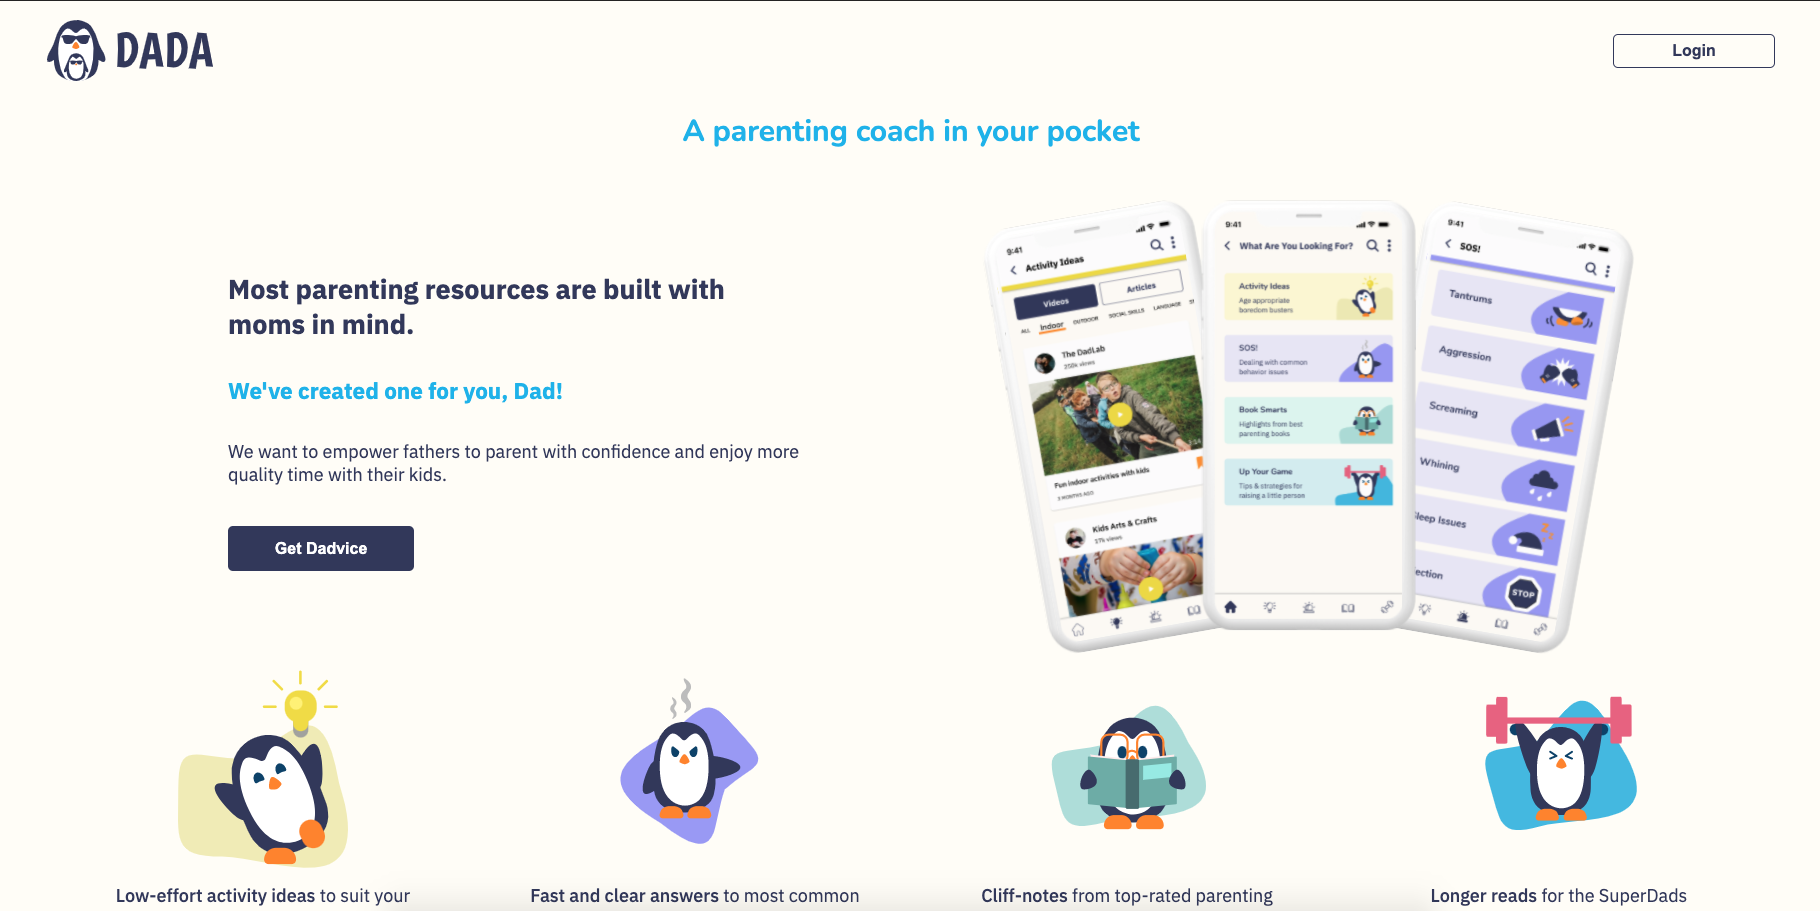 DADA
Login
A parenting coach in your pocket
Most parenting resources are built with
moms in mind.
We've created one for you, Dad!
We want to empower fathers to parent with confidence and enjoy more
quality time with their kids.
Get Dadvice
9:41
Activity Ideas
Videos
Articles
ALL Indoor OUTDOOR SOCIAL SKILLS LANGUAGE
The DadLab
350k views
Fun indoor activities with kids
3 MONTHS AGO
Kids Arts & Crafts
17k views
9:41
What Are You Looking For?
Activity Ideas
Age appropriate
boredom busters
SOS!
Dealing with common
behavior issues
Book Smarts
Highlights from best
parenting books
Up Your Game
Tips & strategies for
raising a little person
9:41
SOS!
Tantrums
Aggression
Screaming
Whining
leep Issues
ection
STOP
Low-effort activity ideas to suit your
Fast and clear answers to most common
Cliff-notes from top-rated parenting
Longer reads for the SuperDads